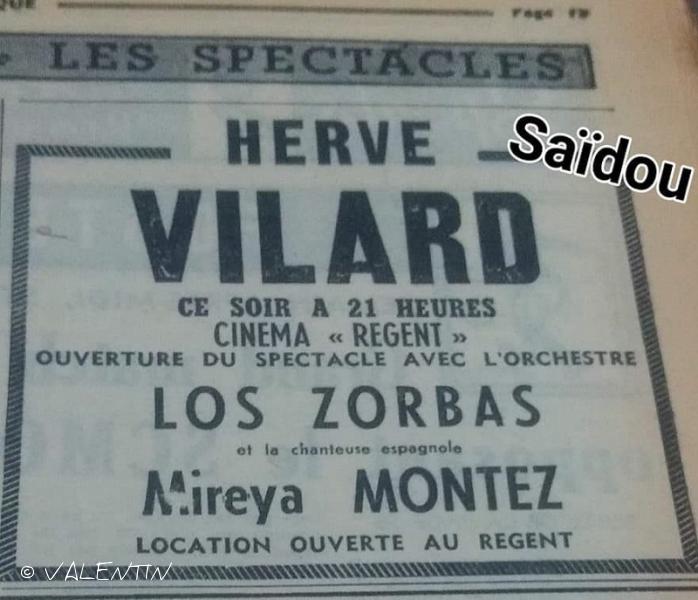 QUE
Page 19
LES SPECTACLES
Saïdou
HERVE
VILARD
CE SOIR A 21 HEURES
CINEMA « REGENT »
OUVERTURE DU SPECTACLE AVEC L'ORCHESTRE
LOS ZORBAS
et la chanteuse espagnole
Mireya MONTEZ
LOCATION OUVERTE AU REGENT
© VALENTIN